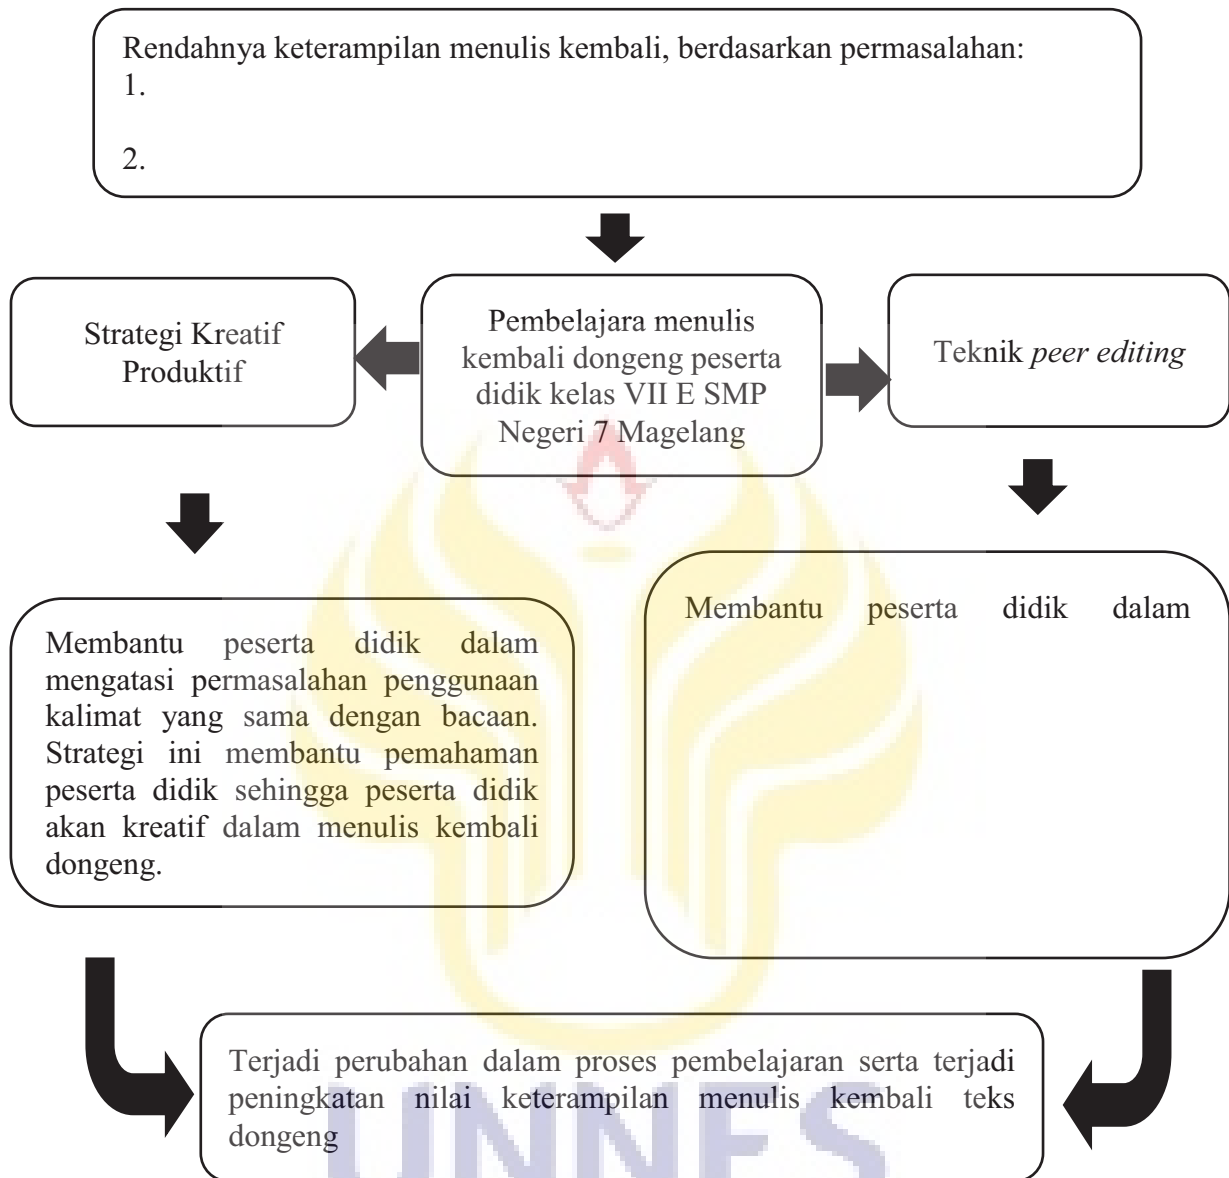 Rendahnya keterampilan menulis kembali, berdasarkan permasalahan:
1.
2.
Strategi Kreatif
Produktif
Pembelajara menulis
kembali dongeng peserta
didik kelas VII E SMP
Negeri 7 Magelang
Teknik peer editing
Membantu peserta didik dalam
mengatasi permasalahan penggunaan
kalimat yang sama dengan bacaan.
Strategi ini membantu pemahaman
peserta didik sehingga peserta didik
akan kreatif dalam menulis kembali
dongeng.
Membantu peserta didik dalam
Terjadi perubahan dalam proses pembelajaran serta terjadi
peningkatan nilai keterampilan menulis kembali teks
dongeng
UNNES